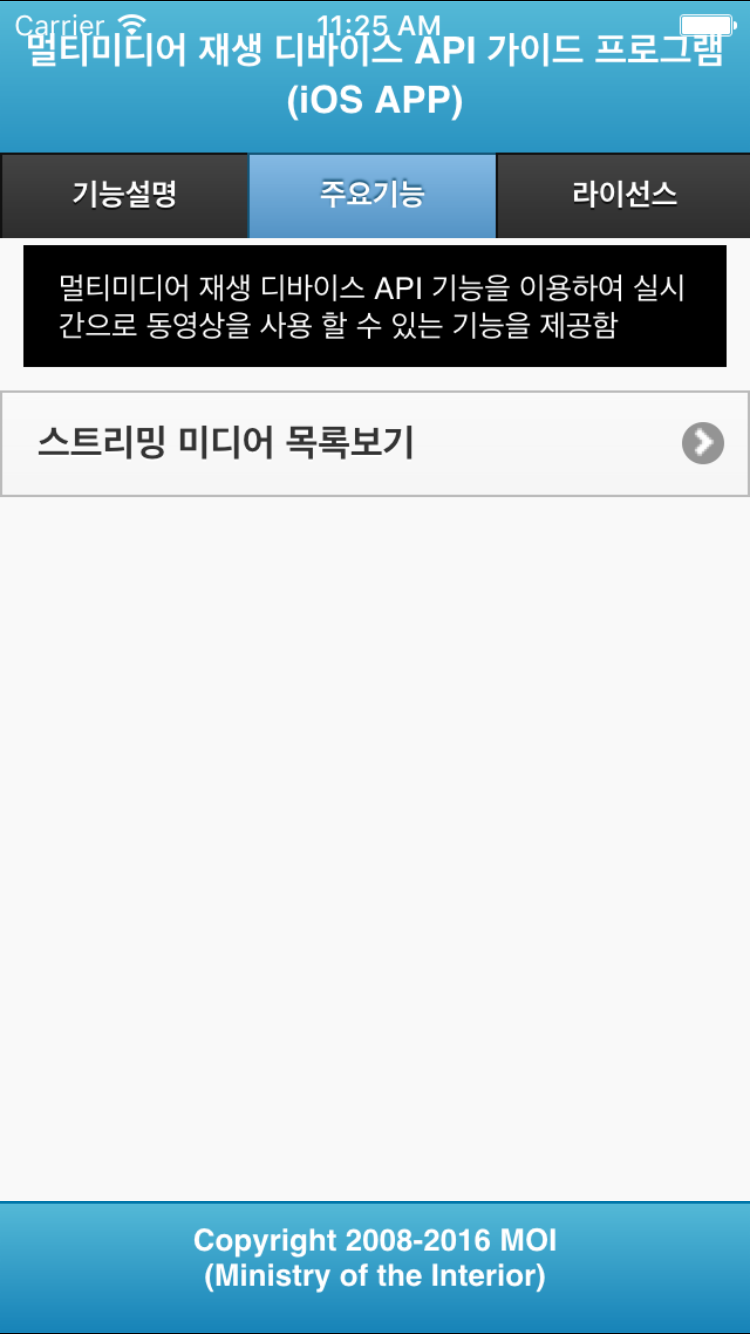 Carrier 11:25 AM
멀티미디어 재생 디바이스 API 가이드 프로그램
(iOS APP)
기능설명 주요기능 라이선스
멀티미디어 재생 디바이스 API 기능을 이용하여 실시
간으로 동영상을 사용 할 수 있는 기능을 제공함
스트리밍 미디어 목록보기
Copyright 2008-2016 MOI
(Ministry of the Interior)